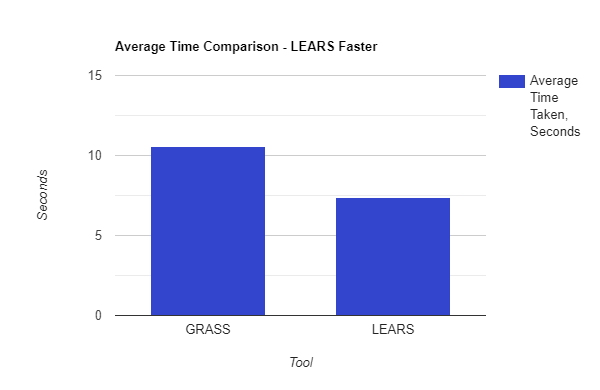 Average Time Comparison - LEARS Faster
15
10
5
0
Seconds
GRASS
LEARS
Tool
Average
Time
Taken,
Seconds